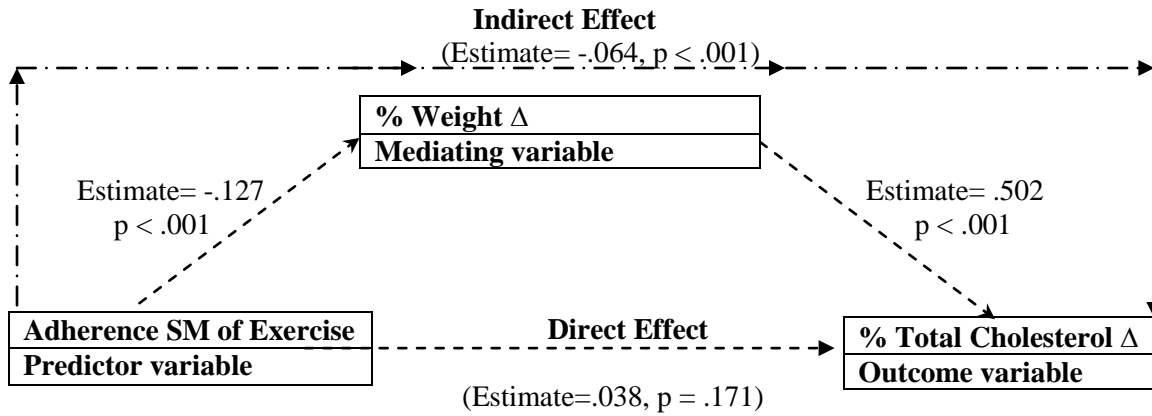 Indirect Effect
(Estimate= -.064, p < .001)
% Weight Δ
Mediating variable
Estimate= -.127
p < .001
Estimate= .502
p < .001
Adherence SM of Exercise
Predictor variable
Direct Effect
(Estimate=.038, p = .171)
% Total Cholesterol Δ
Outcome variable